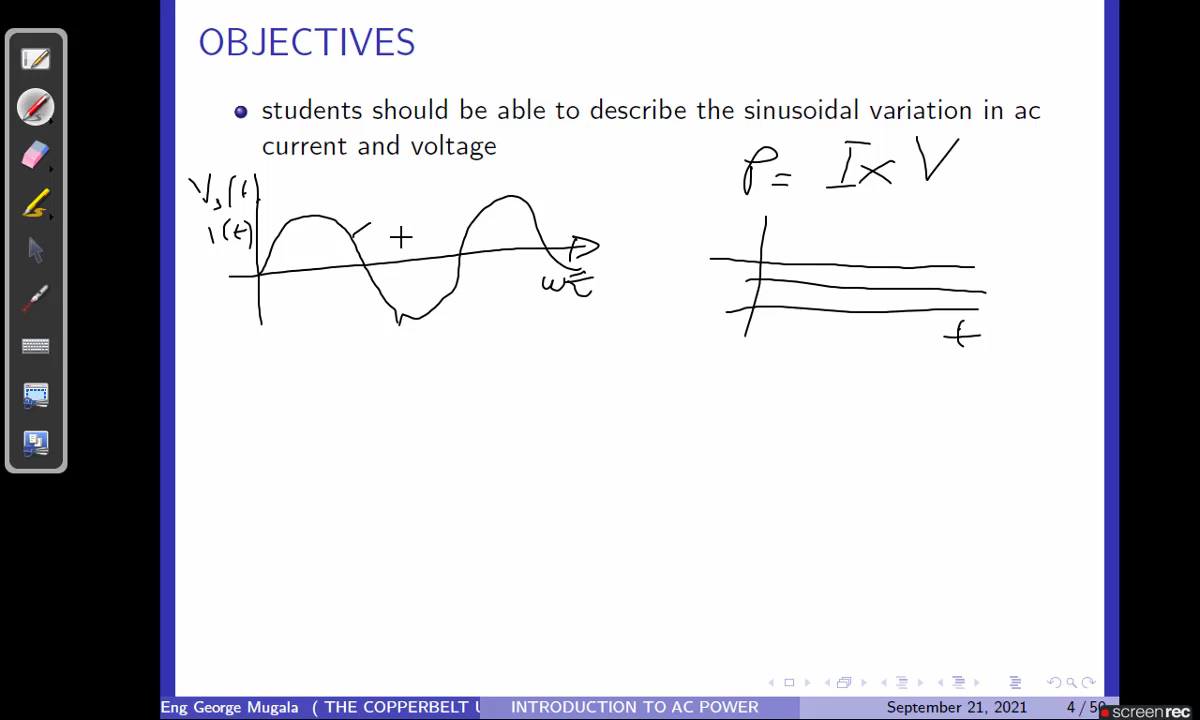 OBJECTIVES
students should be able to describe the sinusoidal variation in ac
current and voltage
P = I x V
V, (t)
i(t)
+
ωt
t
Eng George Mugala ( THE COPPERBELT U INTRODUCTION TO AC POWER September 21, 2021 4 / 50
screenrec